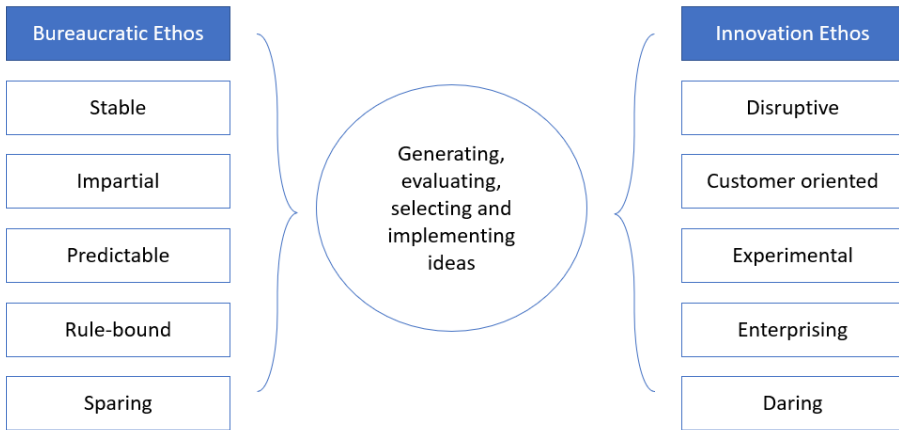 Bureaucratic Ethos
Stable
Impartial
Predictable
Rule-bound
Sparing
Generating,
evaluating,
selecting and
implementing
ideas
Innovation Ethos
Disruptive
Customer oriented
Experimental
Enterprising
Daring